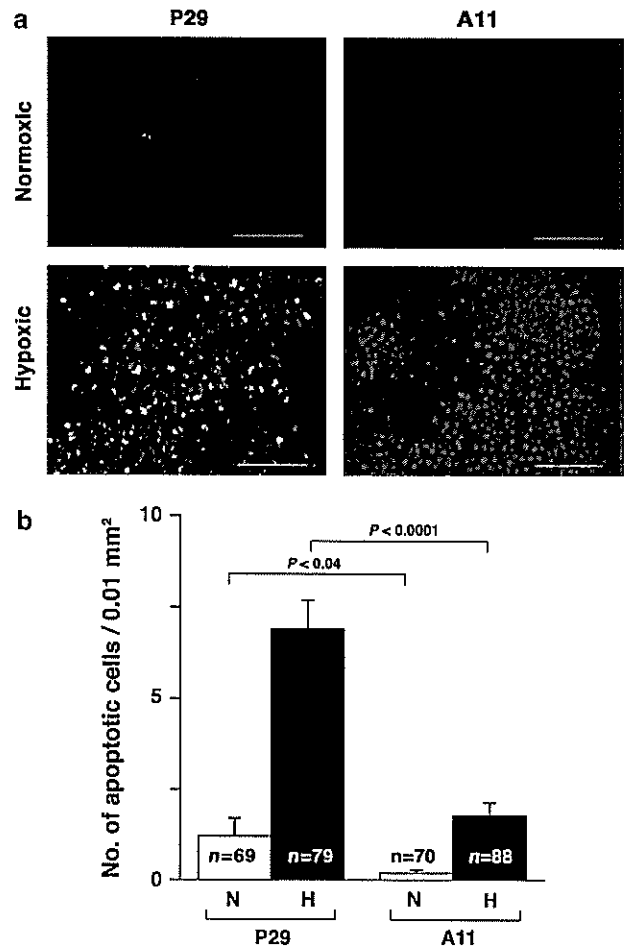 a
P29 A11
Normoxic
Hypoxic
b
No. of apoptotic cells / 0.01 mm²
10
5
0
P < 0.0001
P < 0.04
n=69 n=79 n=70 n=88
N H N H
P29 A11